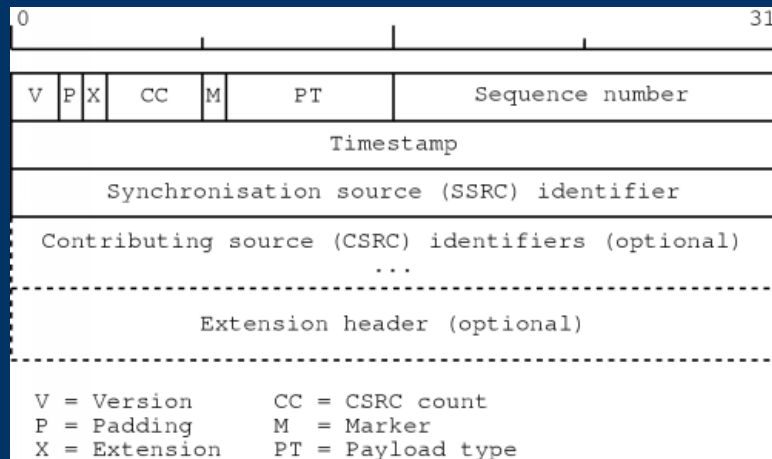 0 31
V P X CC M PT Sequence number
Timestamp
Synchronisation source (SSRC) identifier
Contributing source (CSRC) identifiers (optional)
...
Extension header (optional)
V = Version CC = CSRC count
P = Padding M = Marker
X = Extension PT = Payload type